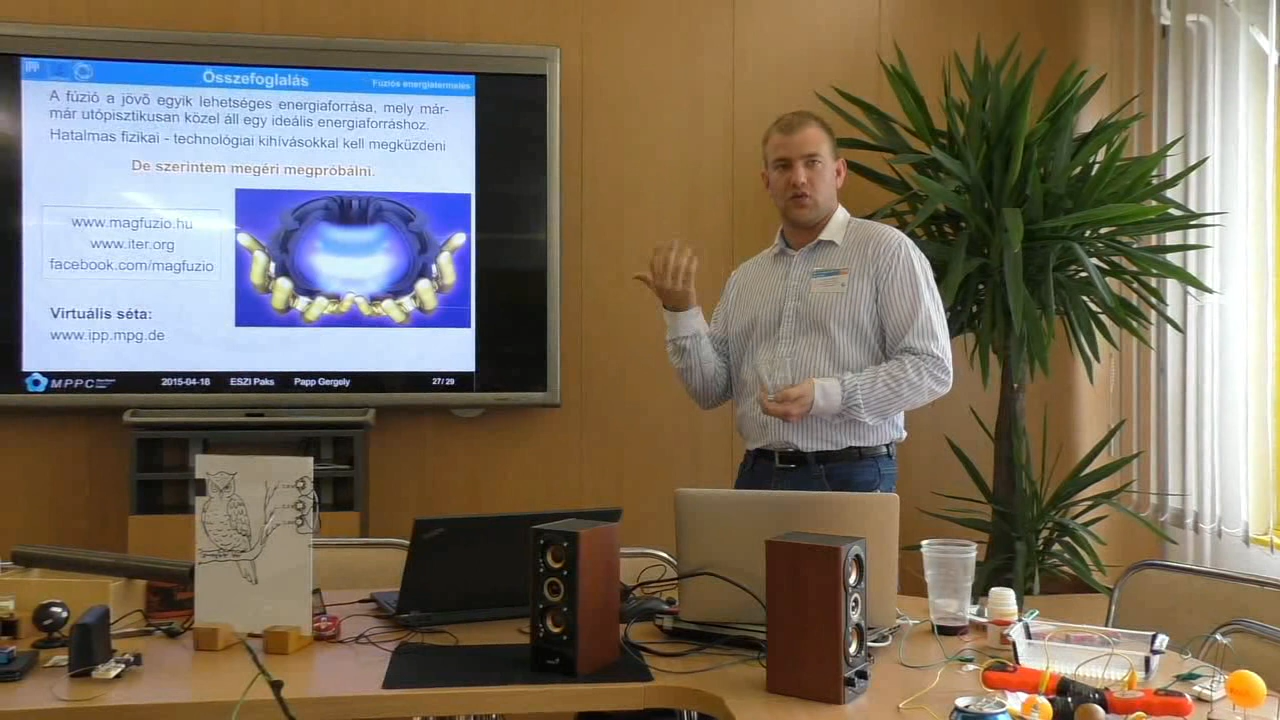 IPP
Összefoglalás
Fúziós energiatermelés
A fúzió a jövő egyik lehetséges energiaforrása, mely már-
már utópisztikusan közel áll egy ideális energiaforráshoz.
Hatalmas fizikai - technológiai kihívásokkal kell megküzdeni
De szerintem megéri megpróbálni.
www.magfuzio.hu
www.iter.org
facebook.com/magfuzio
Virtuális séta:
www.ipp.mpg.de
MPPC
2015-04-18 ESZI Paks Papp Gergely 27/ 29